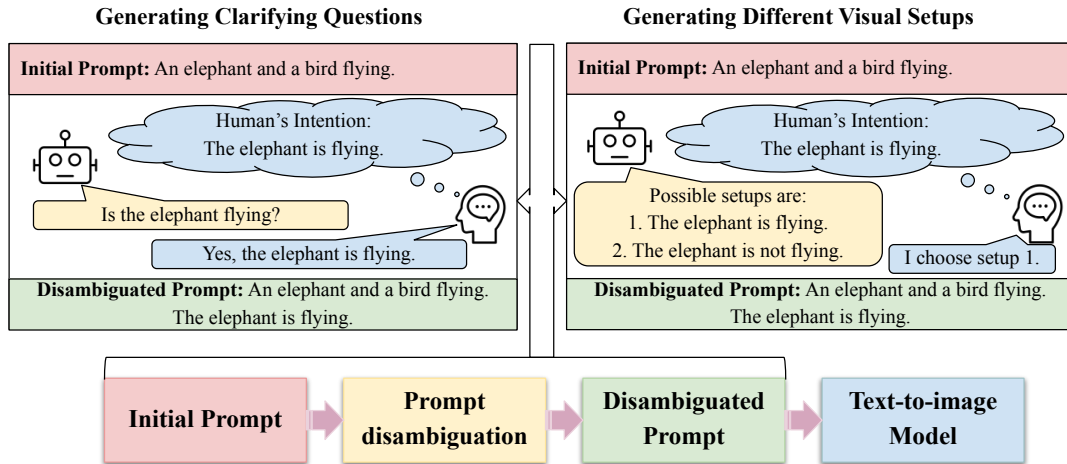 Generating Clarifying Questions
Initial Prompt: An elephant and a bird flying.
Human's Intention:
The elephant is flying.
Is the elephant flying?
Yes, the elephant is flying.
Disambiguated Prompt: An elephant and a bird flying.
The elephant is flying.
Generating Different Visual Setups
Initial Prompt: An elephant and a bird flying.
Human's Intention:
The elephant is flying.
Possible setups are:
1. The elephant is flying.
2. The elephant is not flying.
I choose setup 1.
Disambiguated Prompt: An elephant and a bird flying.
The elephant is flying.
Initial Prompt
Prompt
disambiguation
Disambiguated
Prompt
Text-to-image
Model